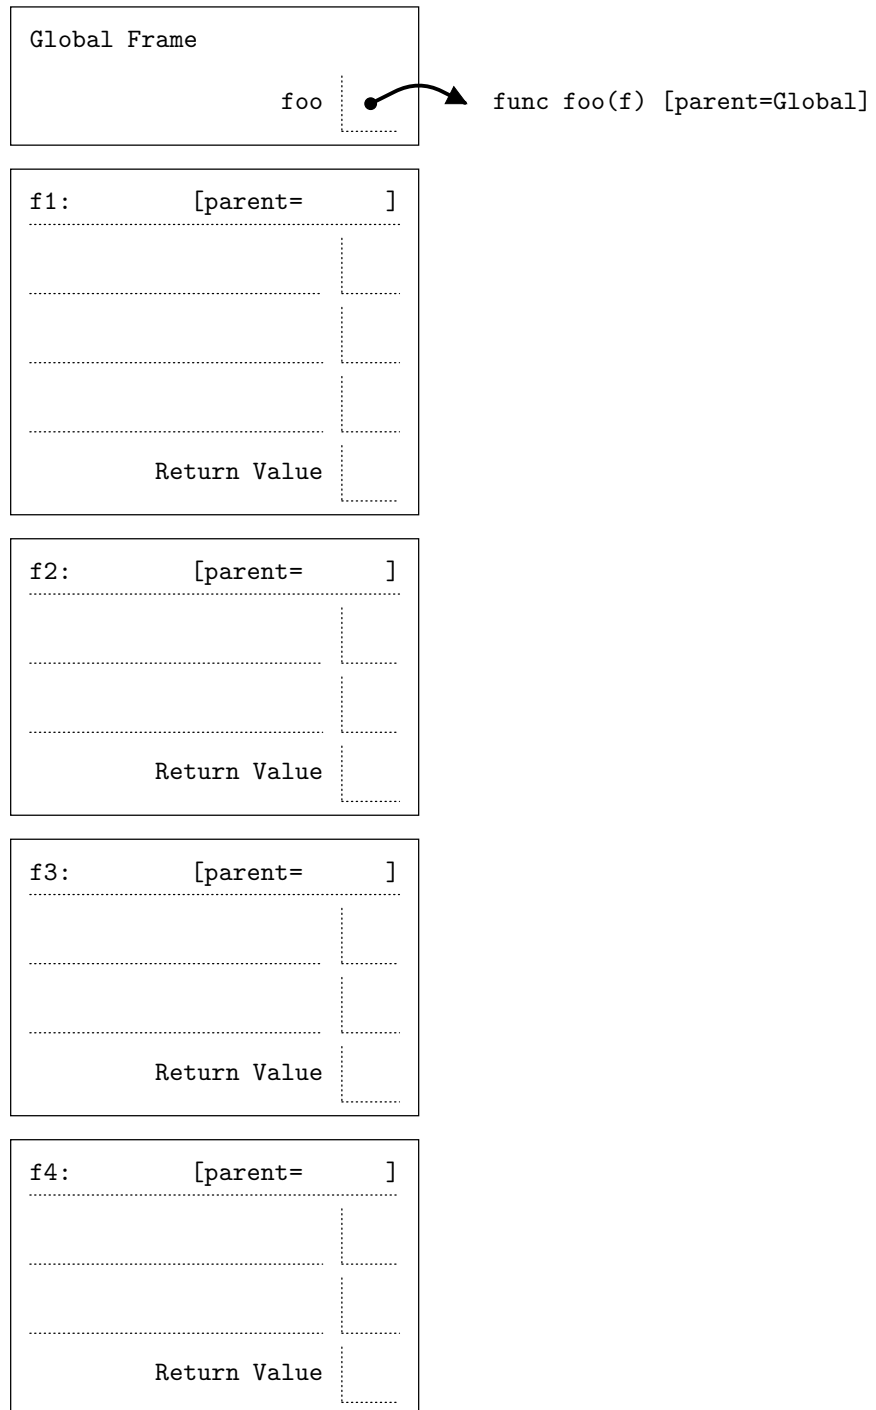 Global Frame
foo
func foo(f) [parent=Global]
f1: [parent= ]
Return Value
f2: [parent= ]
Return Value
f3: [parent= ]
Return Value
f4: [parent= ]
Return Value